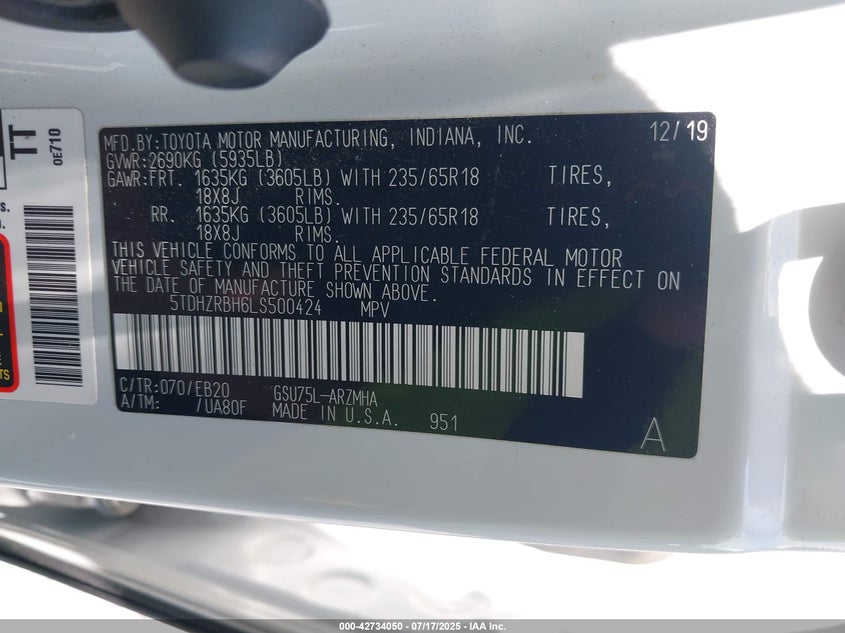 TT
0E710
s.
TS
MFD.BY:TOYOTA MOTOR MANUFACTURING, INDIANA, INC. 12/19
GVWR:2690KG (5935LB)
GAWR:FRT. 1635KG (3605LB) WITH 235/65R18 TIRES,
18X8J RIMS.
RR. 1635KG (3605LB) WITH 235/65R18 TIRES,
18X8J RIMS.
THIS VEHICLE CONFORMS TO ALL APPLICABLE FEDERAL MOTOR
VEHICLE SAFETY AND THEFT PREVENTION STANDARDS IN EFFECT ON
THE DATE OF MANUFACTURE SHOWN ABOVE.
5TDHZRBH6LS500424 MPV
C/TR:070/EB20 GSU75L-ARZMHA
A/TM: /UA80F MADE IN U.S.A. 951
A
000-42734050 - 07/17/2025 - IAA Inc.